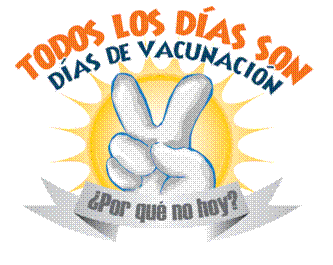 TODOS LOS DÍAS SON
DÍAS DE VACUNACIÓN
¿Por qué no hoy?